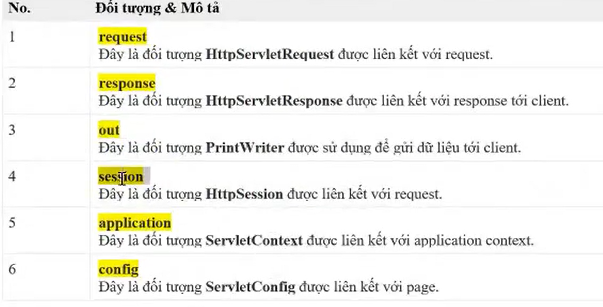 No. Đối tượng & Mô tả
1 request
Đây là đối tượng HttpServletRequest được liên kết với request.
2 response
Đây là đối tượng HttpServletResponse được liên kết với response tới client.
3 out
Đây là đối tượng PrintWriter được sử dụng để gửi dữ liệu tới client.
4 session
Đây là đối tượng HttpSession được liên kết với request.
5 application
Đây là đối tượng ServletContext được liên kết với application context.
6 config
Đây là đối tượng ServletConfig được liên kết với page.